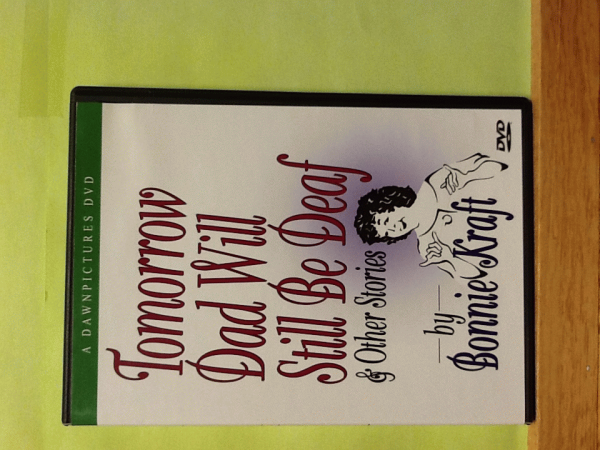 A DAWNPICTURES DVD
Tomorrow
Dad Will
Still Be Deaf
& Other Stories
by
Bonnie Kraft
DVD